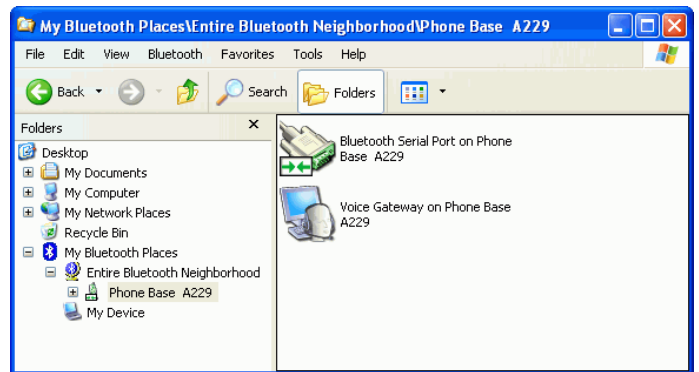 My Bluetooth Places\Entire Bluetooth Neighborhood\Phone Base  A229
File Edit View Bluetooth Favorites Tools Help
Back Search Folders
Folders
Desktop
My Documents
My Computer
My Network Places
Recycle Bin
My Bluetooth Places
Entire Bluetooth Neighborhood
Phone Base  A229
My Device
Bluetooth Serial Port on Phone
Base  A229
Voice Gateway on Phone Base
A229